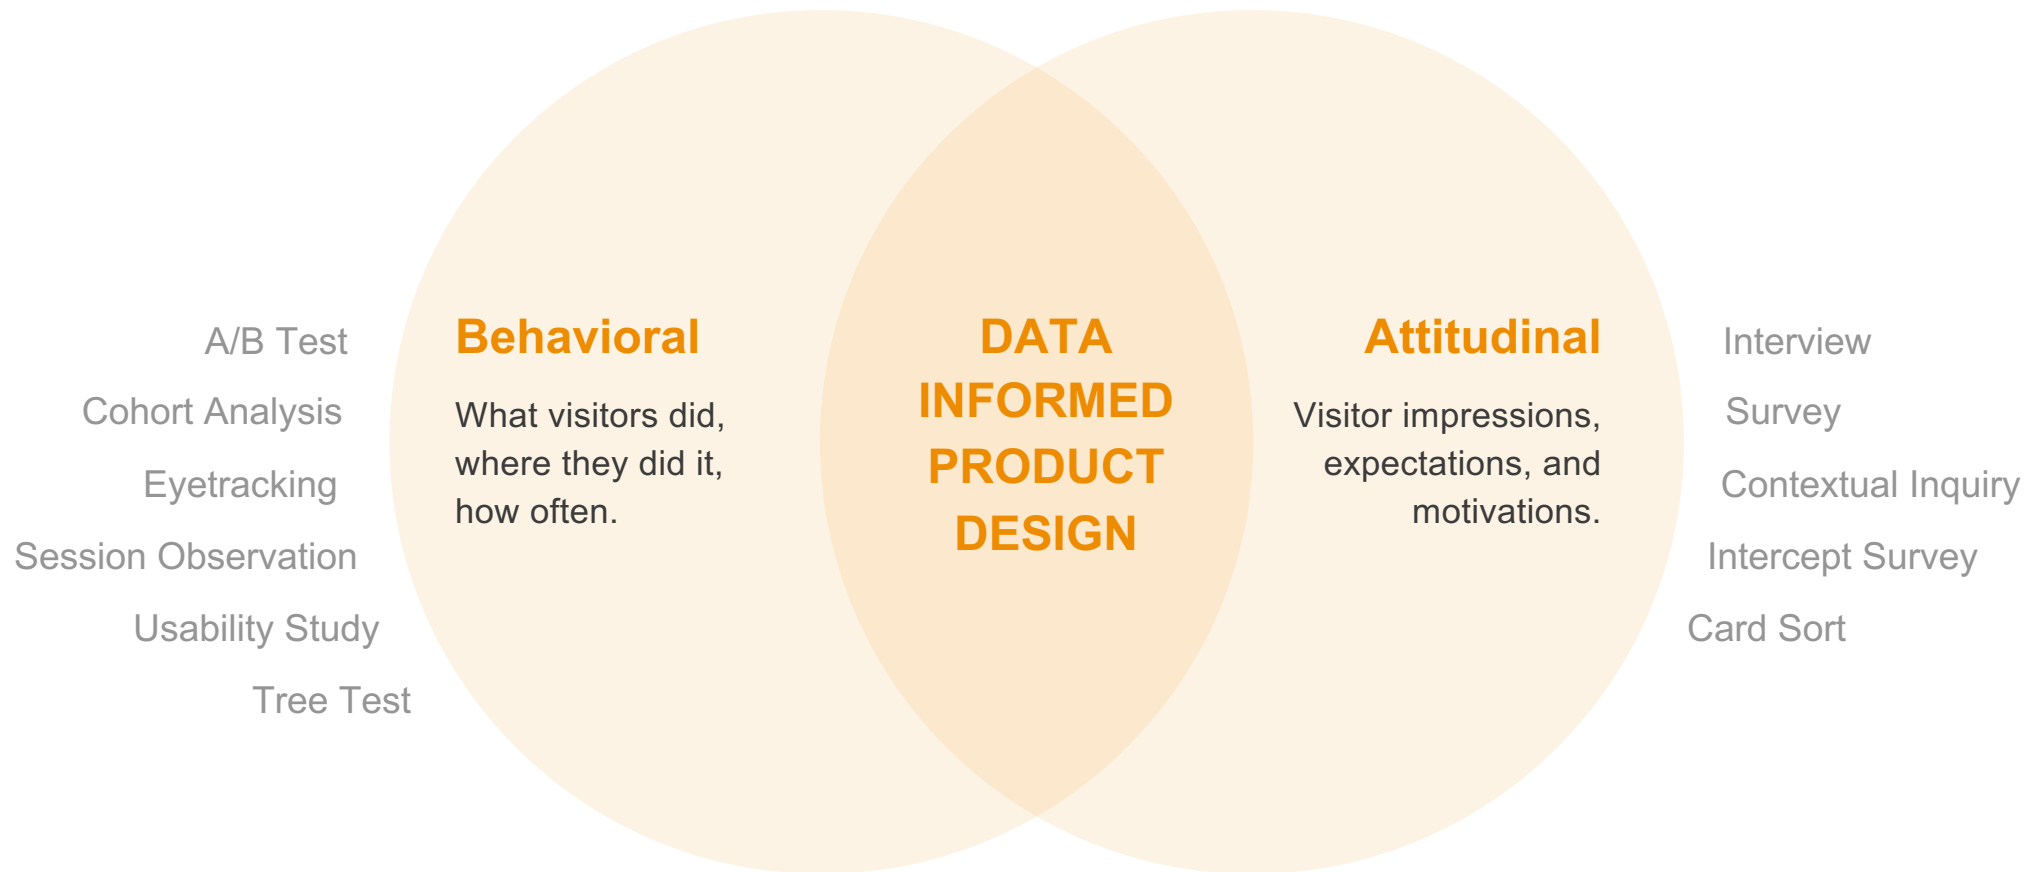 A/B Test
Cohort Analysis
Eyetracking
Session Observation
Usability Study
Tree Test
Behavioral
What visitors did,
where they did it,
how often.
DATA
INFORMED
PRODUCT
DESIGN
Attitudinal
Visitor impressions,
expectations, and
motivations.
Interview
Survey
Contextual Inquiry
Intercept Survey
Card Sort